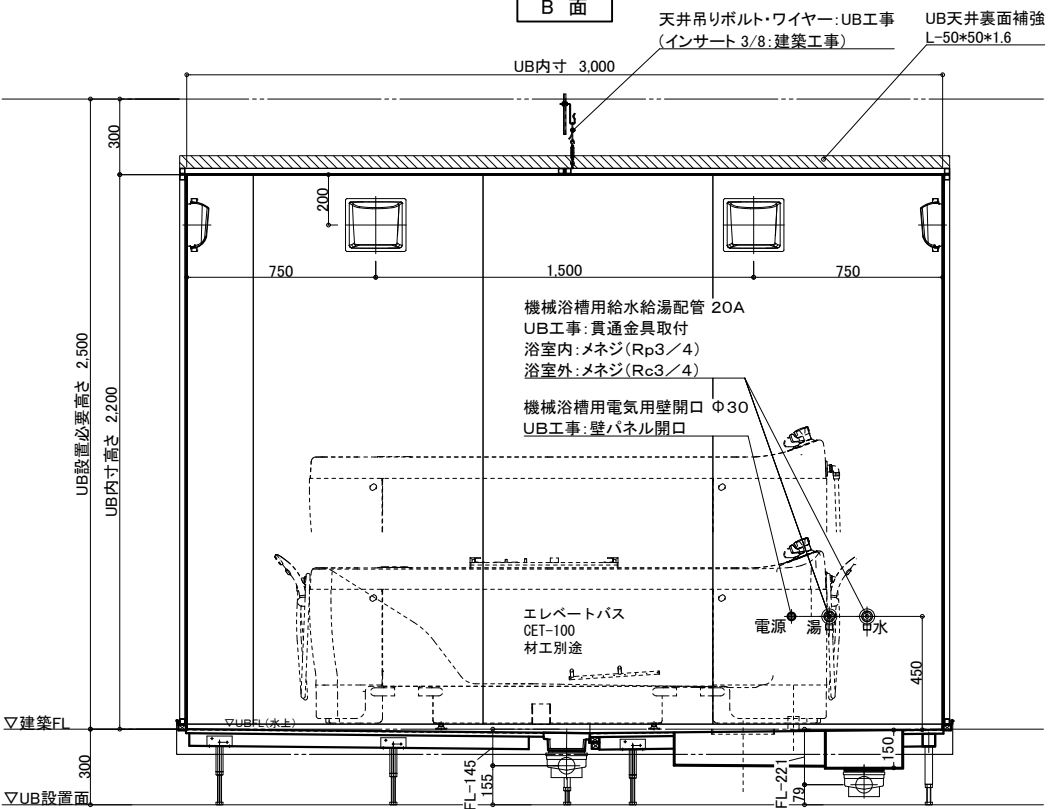 B 面
天井吊りボルト・ワイヤー:UB工事
(インサート 3/8:建築工事)
UB天井裏面補強
L-50*50*1.6
UB内寸 3,000
300
200
750
1,500
750
機械浴槽用給水給湯配管 20A
UB工事:貫通金具取付
浴室内:メネジ(Rp3/4)
浴室外:メネジ(Rc3/4)
機械浴槽用電気用壁開口 Φ30
UB工事:壁パネル開口
UB設置必要高さ 2,500
UB内寸高さ 2,200
エレベートバス
CET-100
材工別途
電源
湯
水
450
▽建築FL
▽UBFL(水上)
300
FL-145
155
FL-221
79
150
▽UB設置面